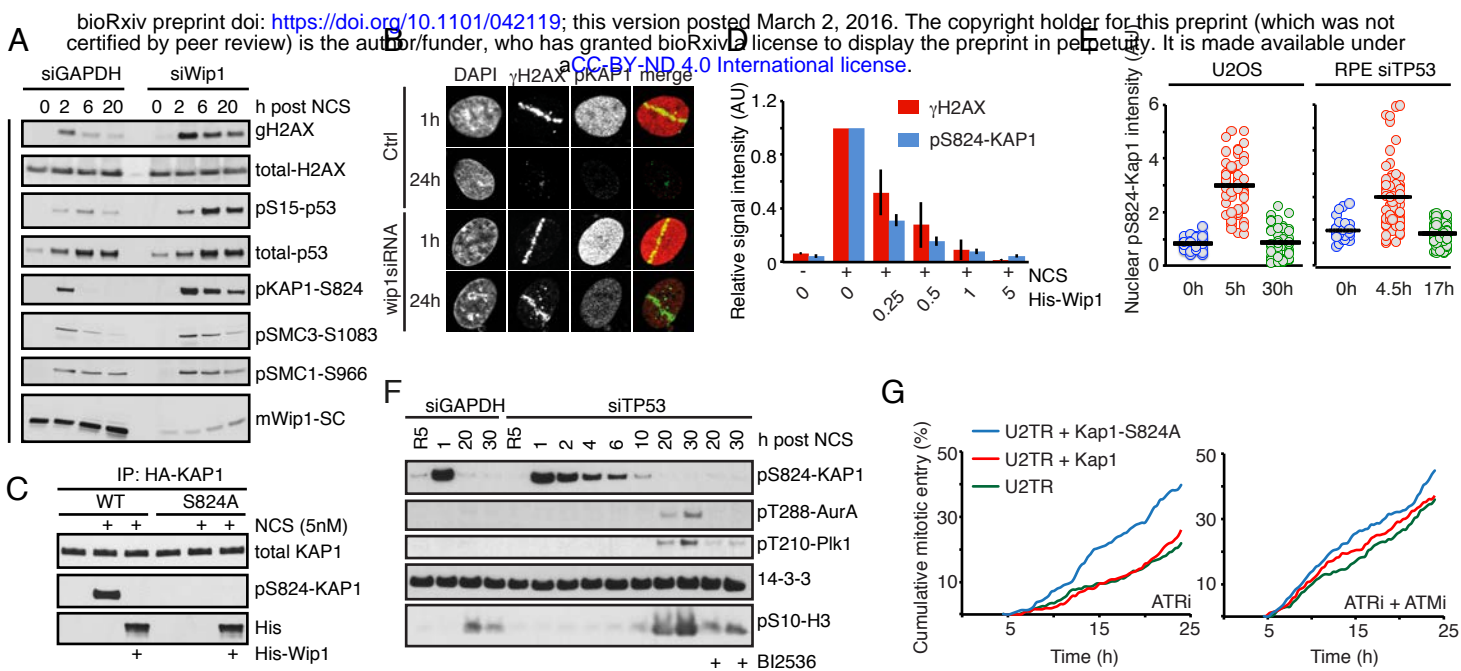 bioRxiv preprint doi: https://doi.org/10.1101/042119; this version posted March 2, 2016. The copyright holder for this preprint (which was not
certified by peer review) is the author/funder, who has granted bioRxiv a license to display the preprint in perpetuity. It is made available under
aCC-BY-ND 4.0 International license.
A
siGAPDH siWip1
0 2 6 20 0 2 6 20 h post NCS
gH2AX
total-H2AX
pS15-p53
total-p53
pKAP1-S824
pSMC3-S1083
pSMC1-S966
mWip1-SC
B
DAPI γH2AX pKAP1 merge
Ctrl
1h
24h
wip1siRNA
1h
24h
C
IP: HA-KAP1
WT S824A
+ + + + NCS (5nM)
total KAP1
pS824-KAP1
His
+ + His-Wip1
D
Relative signal intensity (AU)
1.2
0.8
0.4
0
γH2AX
pS824-KAP1
- + + + + + NCS
0 0 0.25 0.5 1 5 His-Wip1
E
Nuclear pS824-Kap1 intensity (AU)
U2OS RPE siTP53
6
4
2
0
0h 5h 30h 0h 4.5h 17h
F
siGAPDH siTP53
R5 1 20 30 R5 1 2 4 6 10 20 30 20 30 h post NCS
pS824-KAP1
pT288-AurA
pT210-Plk1
14-3-3
pS10-H3
+ + BI2536
G
Cumulative mitotic entry (%)
U2TR + Kap1-S824A
U2TR + Kap1
U2TR
50
30
10
5 15 25
Time (h)
ATRi
50
30
10
5 15 25
Time (h)
ATRi + ATMi